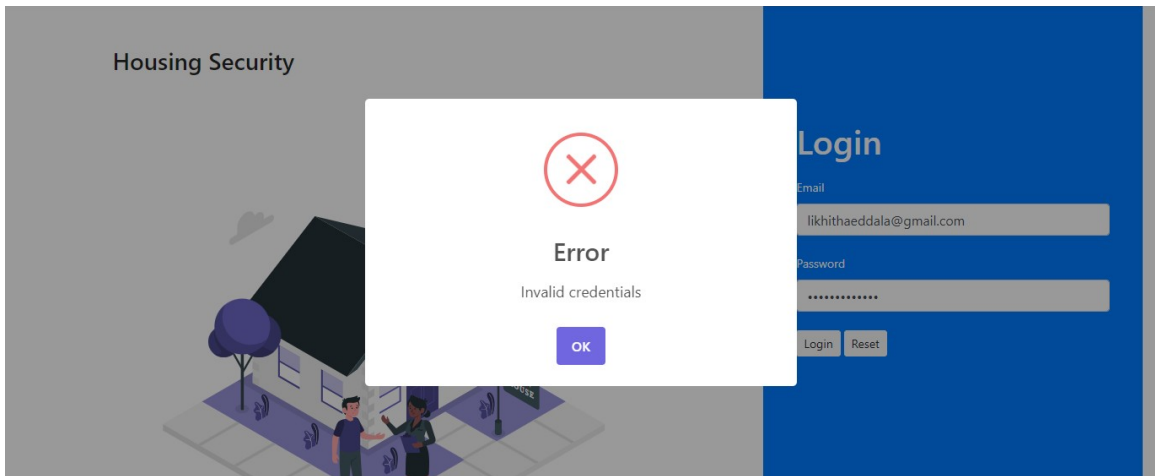 Housing Security
Error
Invalid credentials
OK
Login
Email
likhithaeddala@gmail.com
Password
•••••••••••••
Login Reset